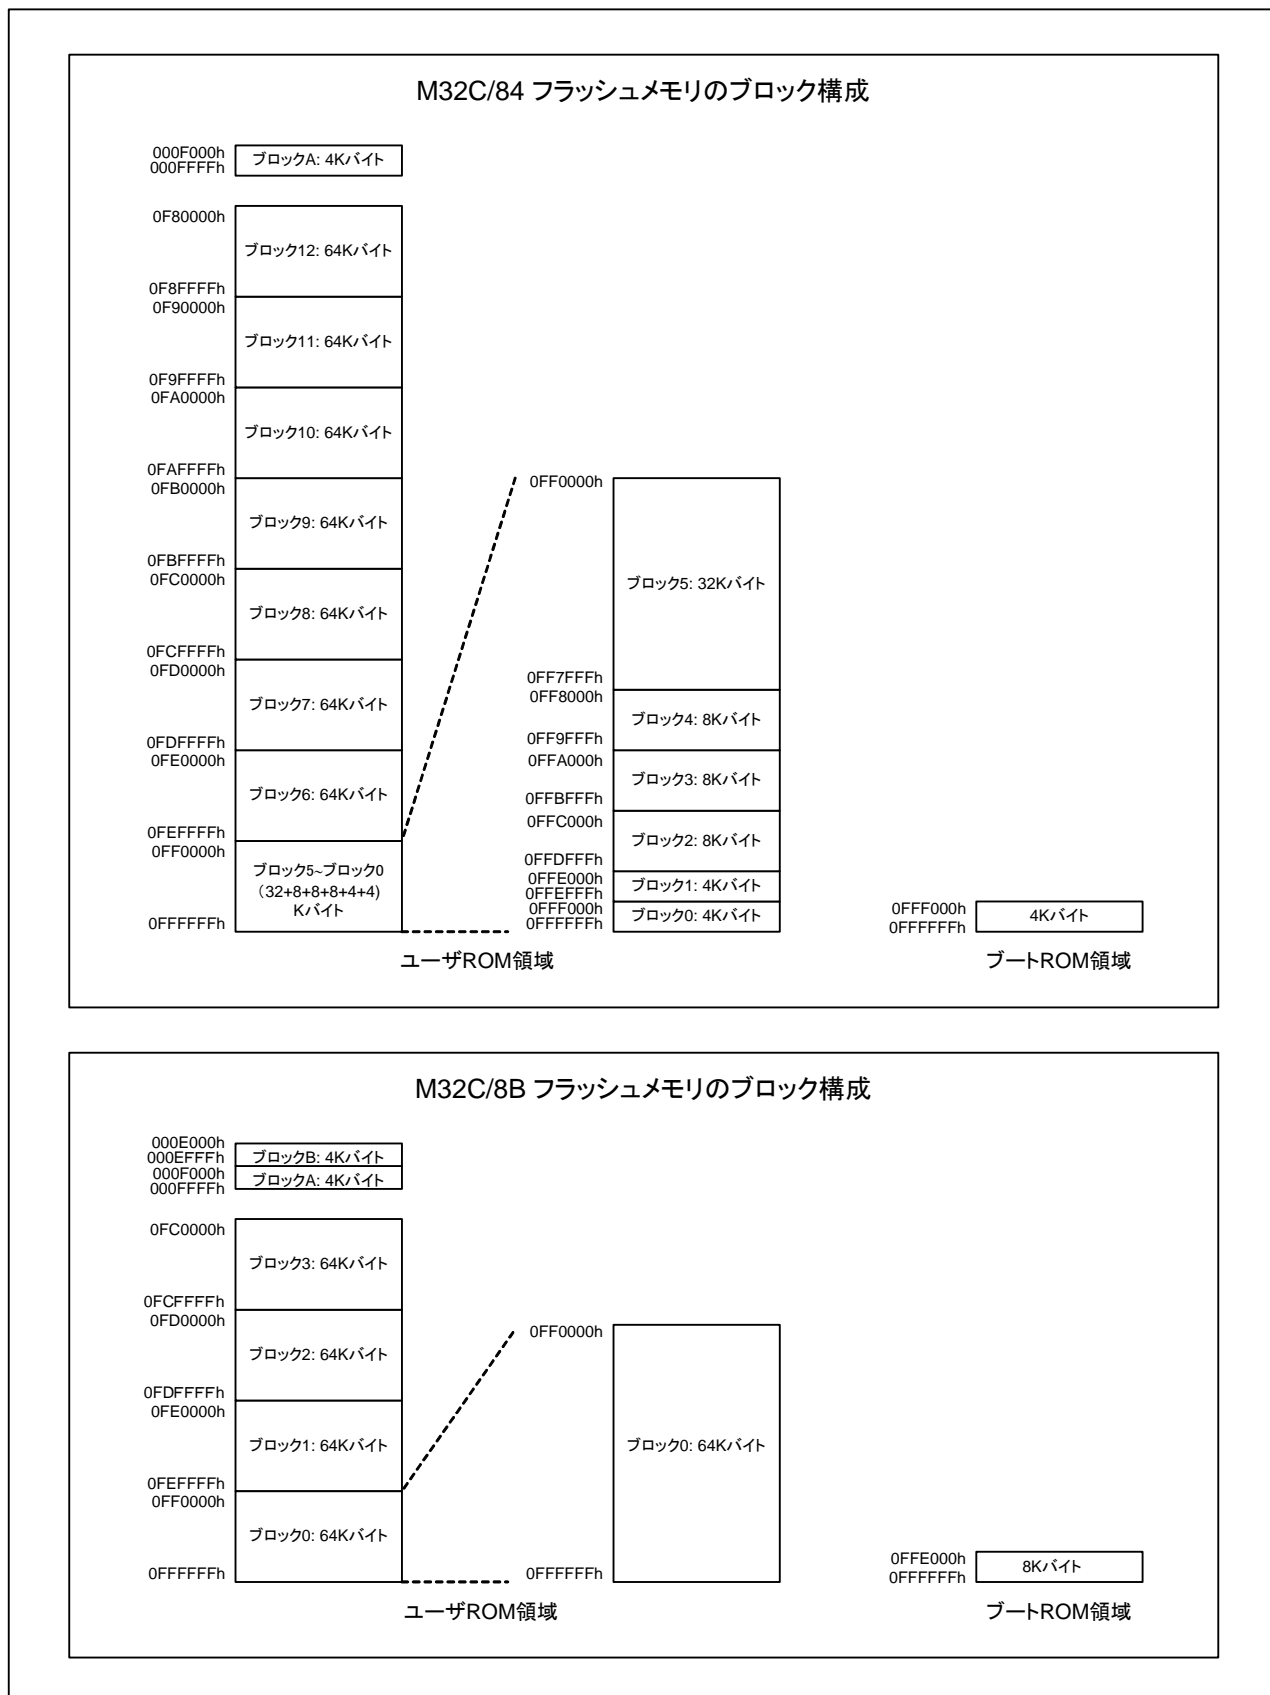 M32C/84 フラッシュメモリのブロック構成
000F000h
000FFFFh
ブロックA: 4Kバイト
0F80000h
ブロック12: 64Kバイト
0F8FFFFh
0F90000h
ブロック11: 64Kバイト
0F9FFFFh
0FA0000h
ブロック10: 64Kバイト
0FAFFFFh
0FB0000h
ブロック9: 64Kバイト
0FBFFFFh
0FC0000h
ブロック8: 64Kバイト
0FCFFFFh
0FD0000h
ブロック7: 64Kバイト
0FDFFFFh
0FE0000h
ブロック6: 64Kバイト
0FEFFFFh
0FF0000h
ブロック5~ブロック0
(32+8+8+8+4+4)
Kバイト
0FFFFFFh
0FF0000h
ブロック5: 32Kバイト
0FF7FFFh
0FF8000h
ブロック4: 8Kバイト
0FF9FFFh
0FFA000h
ブロック3: 8Kバイト
0FFBFFFh
0FFC000h
ブロック2: 8Kバイト
0FFDFFFh
0FFE000h
0FFEFFFh
ブロック1: 4Kバイト
0FFF000h
0FFFFFFh
ブロック0: 4Kバイト
0FFF000h
0FFFFFFh
4Kバイト
ユーザROM領域
ブートROM領域
M32C/8B フラッシュメモリのブロック構成
000E000h
000EFFFh
ブロックB: 4Kバイト
000F000h
000FFFFh
ブロックA: 4Kバイト
0FC0000h
ブロック3: 64Kバイト
0FCFFFFh
0FD0000h
ブロック2: 64Kバイト
0FDFFFFh
0FE0000h
ブロック1: 64Kバイト
0FEFFFFh
0FF0000h
ブロック0: 64Kバイト
0FFFFFFh
0FF0000h
ブロック0: 64Kバイト
0FFFFFFh
0FFE000h
0FFFFFFh
8Kバイト
ユーザROM領域
ブートROM領域